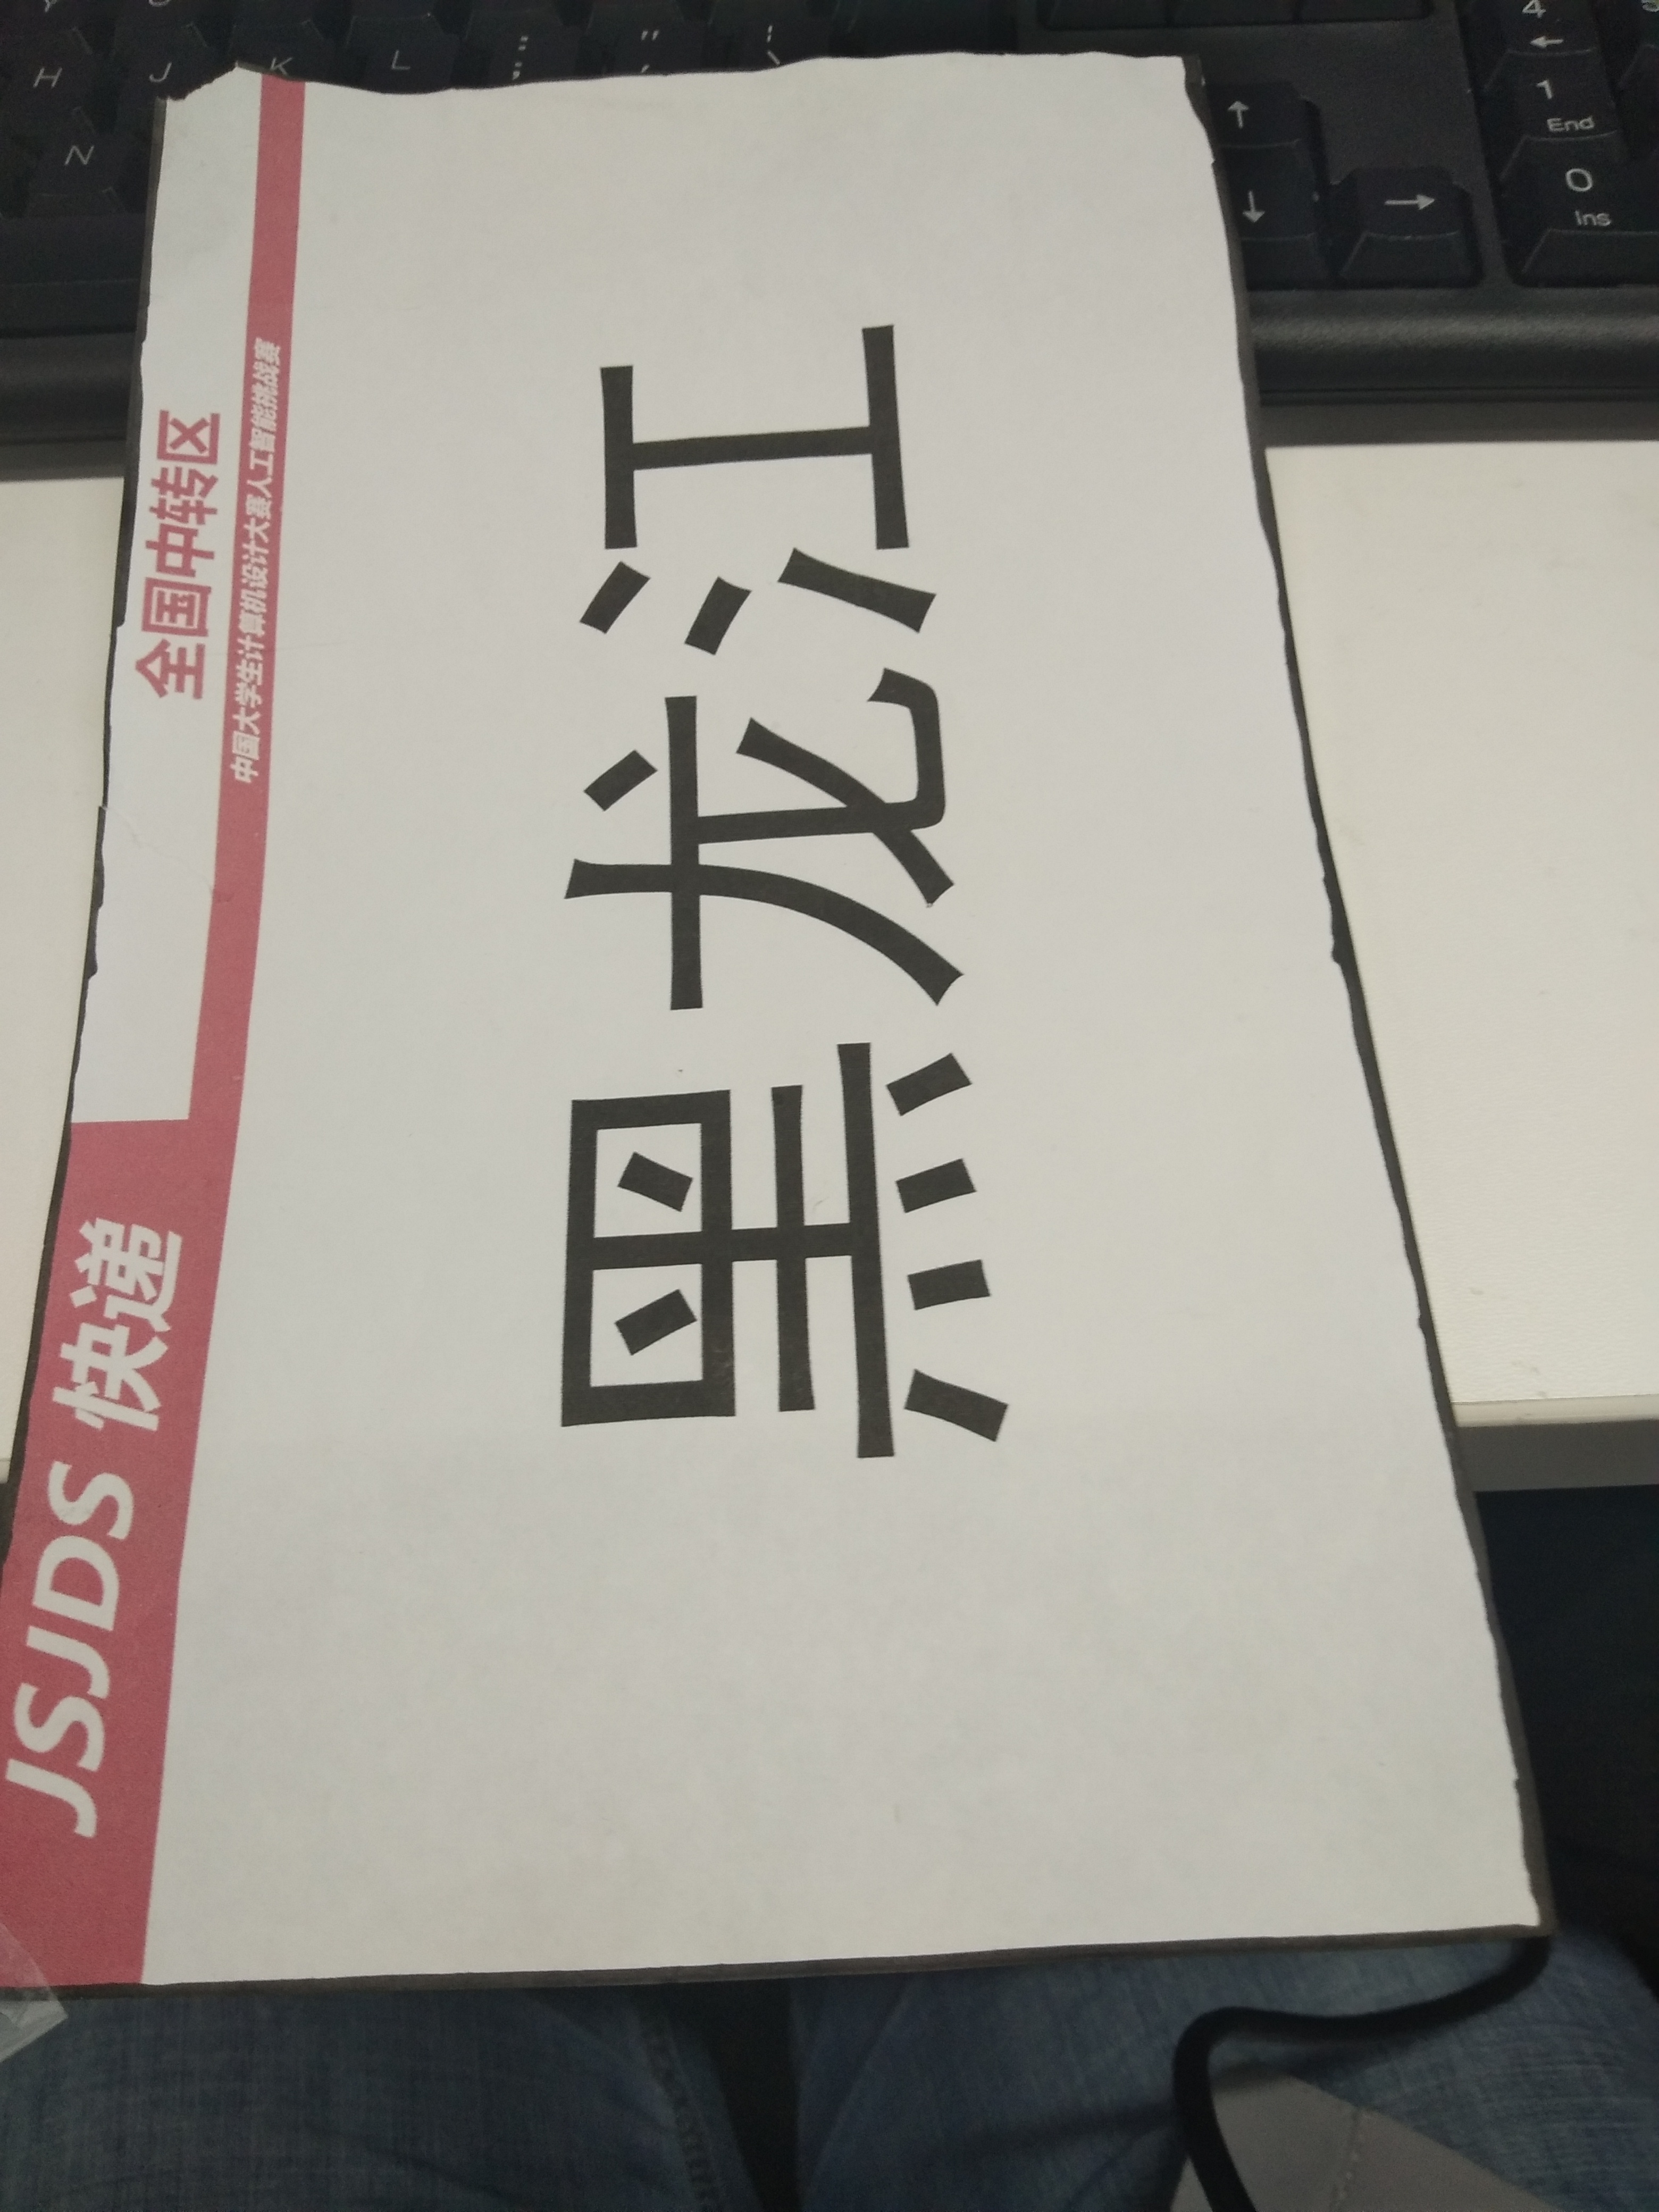 JSJDS 快递
全国中转区
中国大学生计算机设计大赛人工智能挑战赛
黑龙江
H J K L ; : ' "
N
4 ←
1 End
0 Ins
↑
↓ →